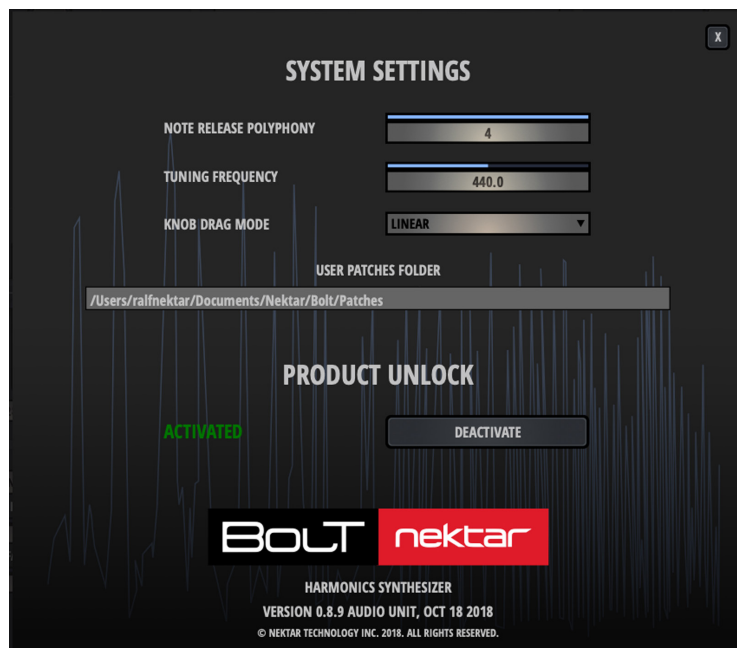 X
SYSTEM SETTINGS
NOTE RELEASE POLYPHONY
4
TUNING FREQUENCY
440.0
KNOB DRAG MODE
LINEAR
USER PATCHES FOLDER
/Users/ralfnektar/Documents/Nektar/Bolt/Patches
PRODUCT UNLOCK
ACTIVATED
DEACTIVATE
BOLT nektar
HARMONICS SYNTHESIZER
VERSION 0.8.9 AUDIO UNIT, OCT 18 2018
© NEKTAR TECHNOLOGY INC. 2018. ALL RIGHTS RESERVED.